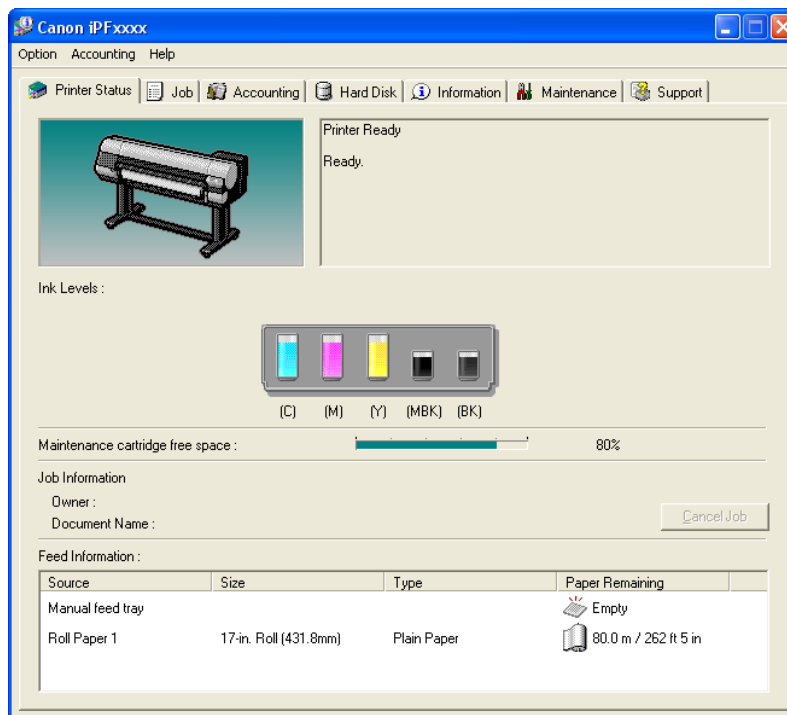 Canon iPFxxxx
Option Accounting Help
Printer Status Job Accounting Hard Disk Information Maintenance Support
Printer Ready
Ready.
Ink Levels :
(C) (M) (Y) (MBK) (BK)
Maintenance cartridge free space : 80%
Job Information
Owner :
Document Name :
Cancel Job
Feed Information :
Source Size Type Paper Remaining
Manual feed tray Empty
Roll Paper 1 17-in. Roll (431.8mm) Plain Paper 80.0 m / 262 ft 5 in